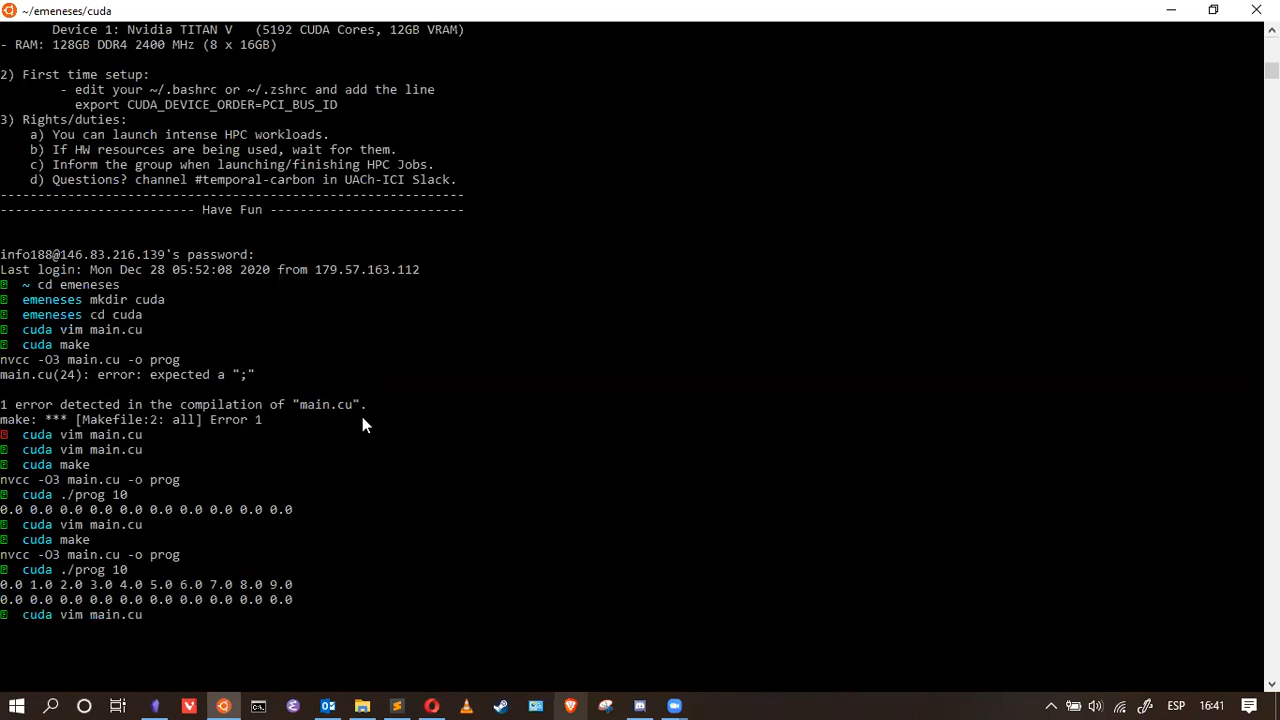 ~/emeneses/cuda
Device 1: Nvidia TITAN V (5192 CUDA Cores, 12GB VRAM)
- RAM: 128GB DDR4 2400 MHz (8 x 16GB)
2) First time setup:
- edit your ~/.bashrc or ~/.zshrc and add the line
export CUDA_DEVICE_ORDER=PCI_BUS_ID
3) Rights/duties:
a) You can launch intense HPC workloads.
b) If HW resources are being used, wait for them.
c) Inform the group when launching/finishing HPC Jobs.
d) Questions? channel #temporal-carbon in UACh-ICI Slack.
--------------------------------------------------------------
-------------------------- Have Fun --------------------------
info188@146.83.216.139's password:
Last login: Mon Dec 28 05:52:08 2020 from 179.57.163.112
~ cd emeneses
emeneses mkdir cuda
emeneses cd cuda
cuda vim main.cu
cuda make
nvcc -O3 main.cu -o prog
main.cu(24): error: expected a ";"
1 error detected in the compilation of "main.cu".
make: *** [Makefile:2: all] Error 1
cuda vim main.cu
cuda vim main.cu
cuda make
nvcc -O3 main.cu -o prog
cuda ./prog 10
0.0 0.0 0.0 0.0 0.0 0.0 0.0 0.0 0.0 0.0
cuda vim main.cu
cuda make
nvcc -O3 main.cu -o prog
cuda ./prog 10
0.0 1.0 2.0 3.0 4.0 5.0 6.0 7.0 8.0 9.0
0.0 0.0 0.0 0.0 0.0 0.0 0.0 0.0 0.0 0.0
cuda vim main.cu
ESP 16:41